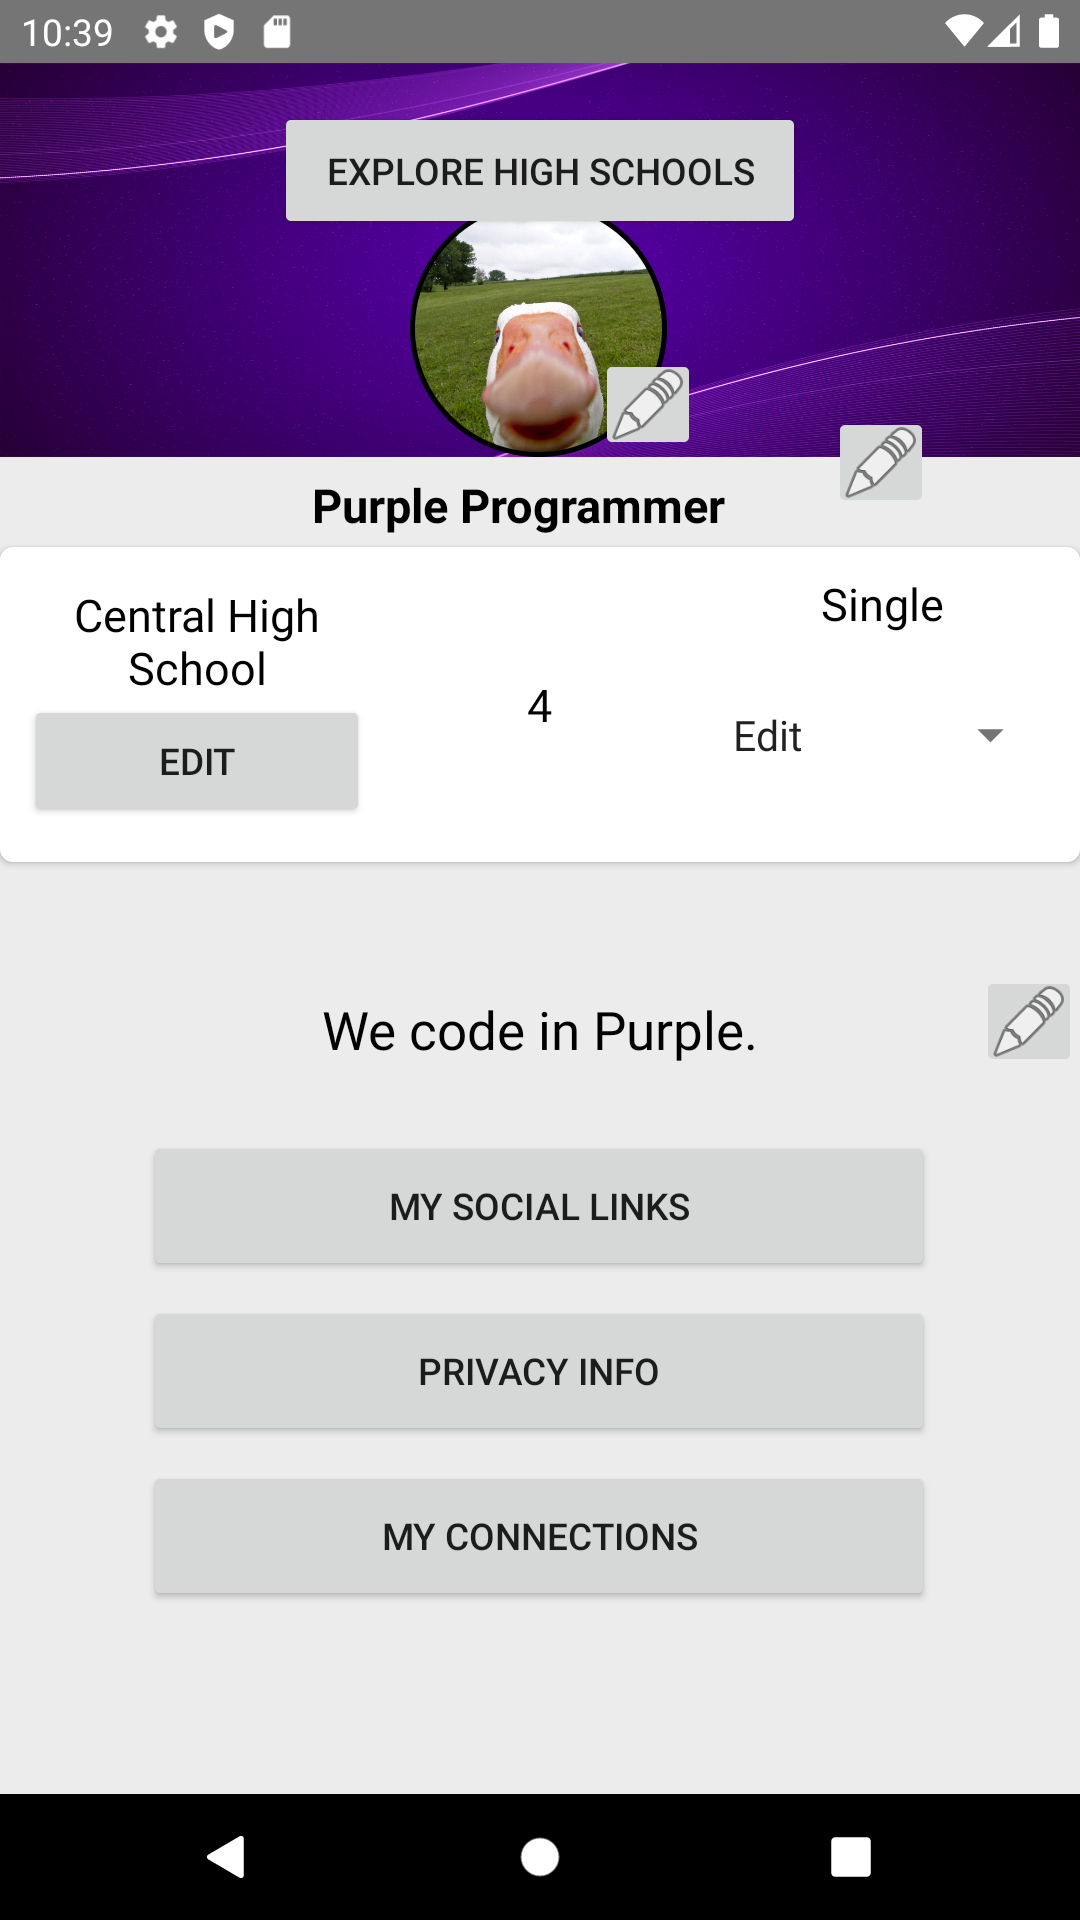 10:39
EXPLORE HIGH SCHOOLS
Purple Programmer
Central High
School
EDIT
4
Single
Edit
We code in Purple.
MY SOCIAL LINKS
PRIVACY INFO
MY CONNECTIONS